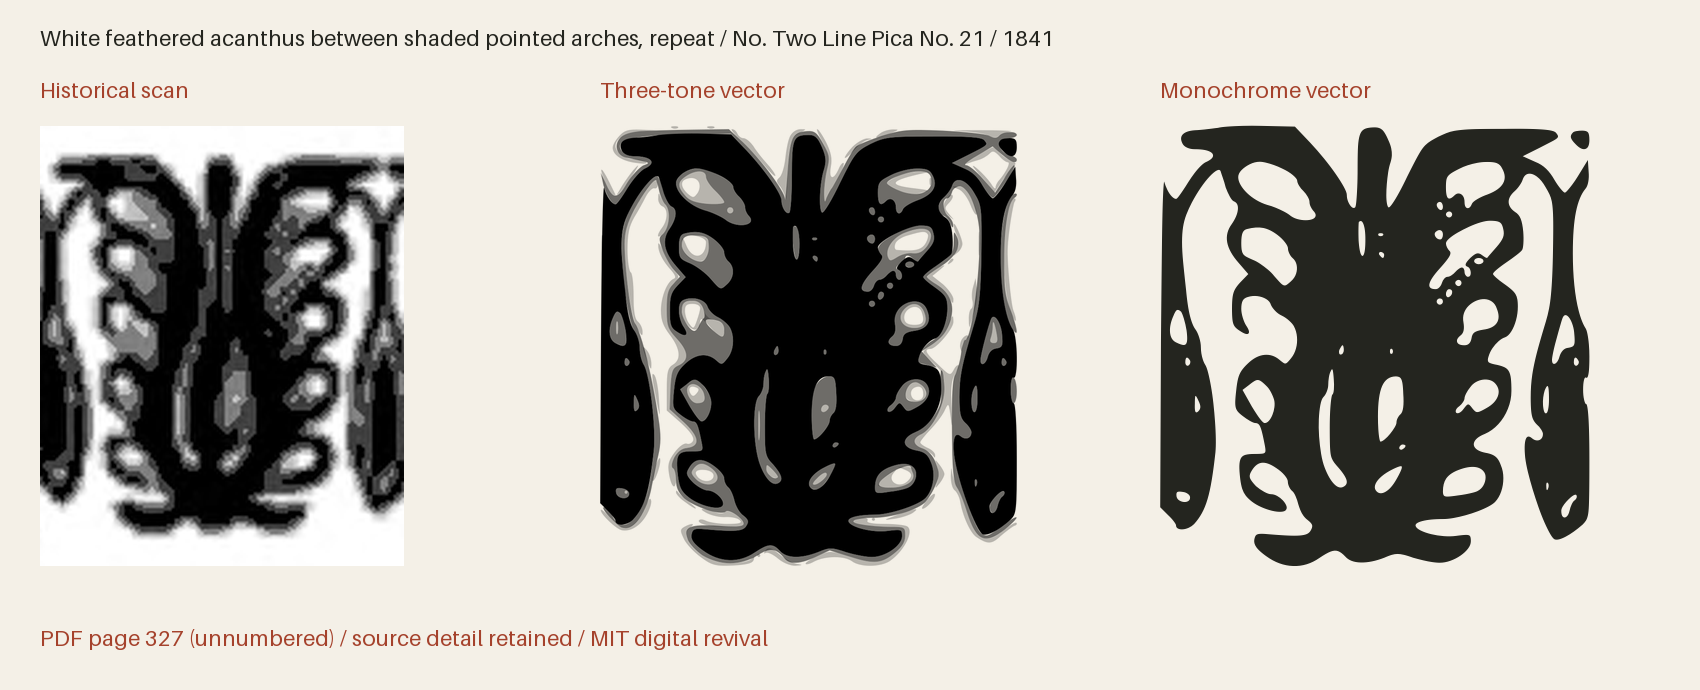 White feathered acanthus between shaded pointed arches, repeat / No. Two Line Pica No. 21 / 1841
Historical scan
Three-tone vector
Monochrome vector
PDF page 327 (unnumbered) / source detail retained / MIT digital revival